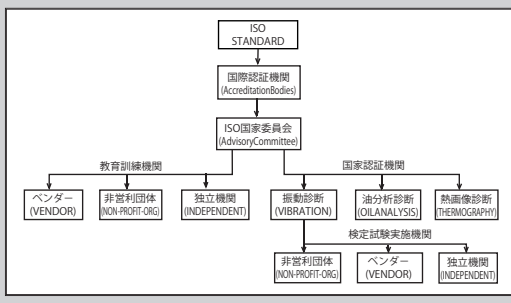 ISO
STANDARD
国際認証機関
(AccreditationBodies)
ISO国家委員会
(AdvisoryCommittee)
教育訓練機関
国家認証機関
ベンダー
(VENDOR)
非営利団体
(NON-PROFIT-ORG)
独立機関
(INDEPENDENT)
振動診断
(VIBRATION)
油分析診断
(OILANALYSIS)
熱画像診断
(THERMOGRAPHY)
検定試験実施機関
非営利団体
(NON-PROFIT-ORG)
ベンダー
(VENDOR)
独立機関
(INDEPENDENT)